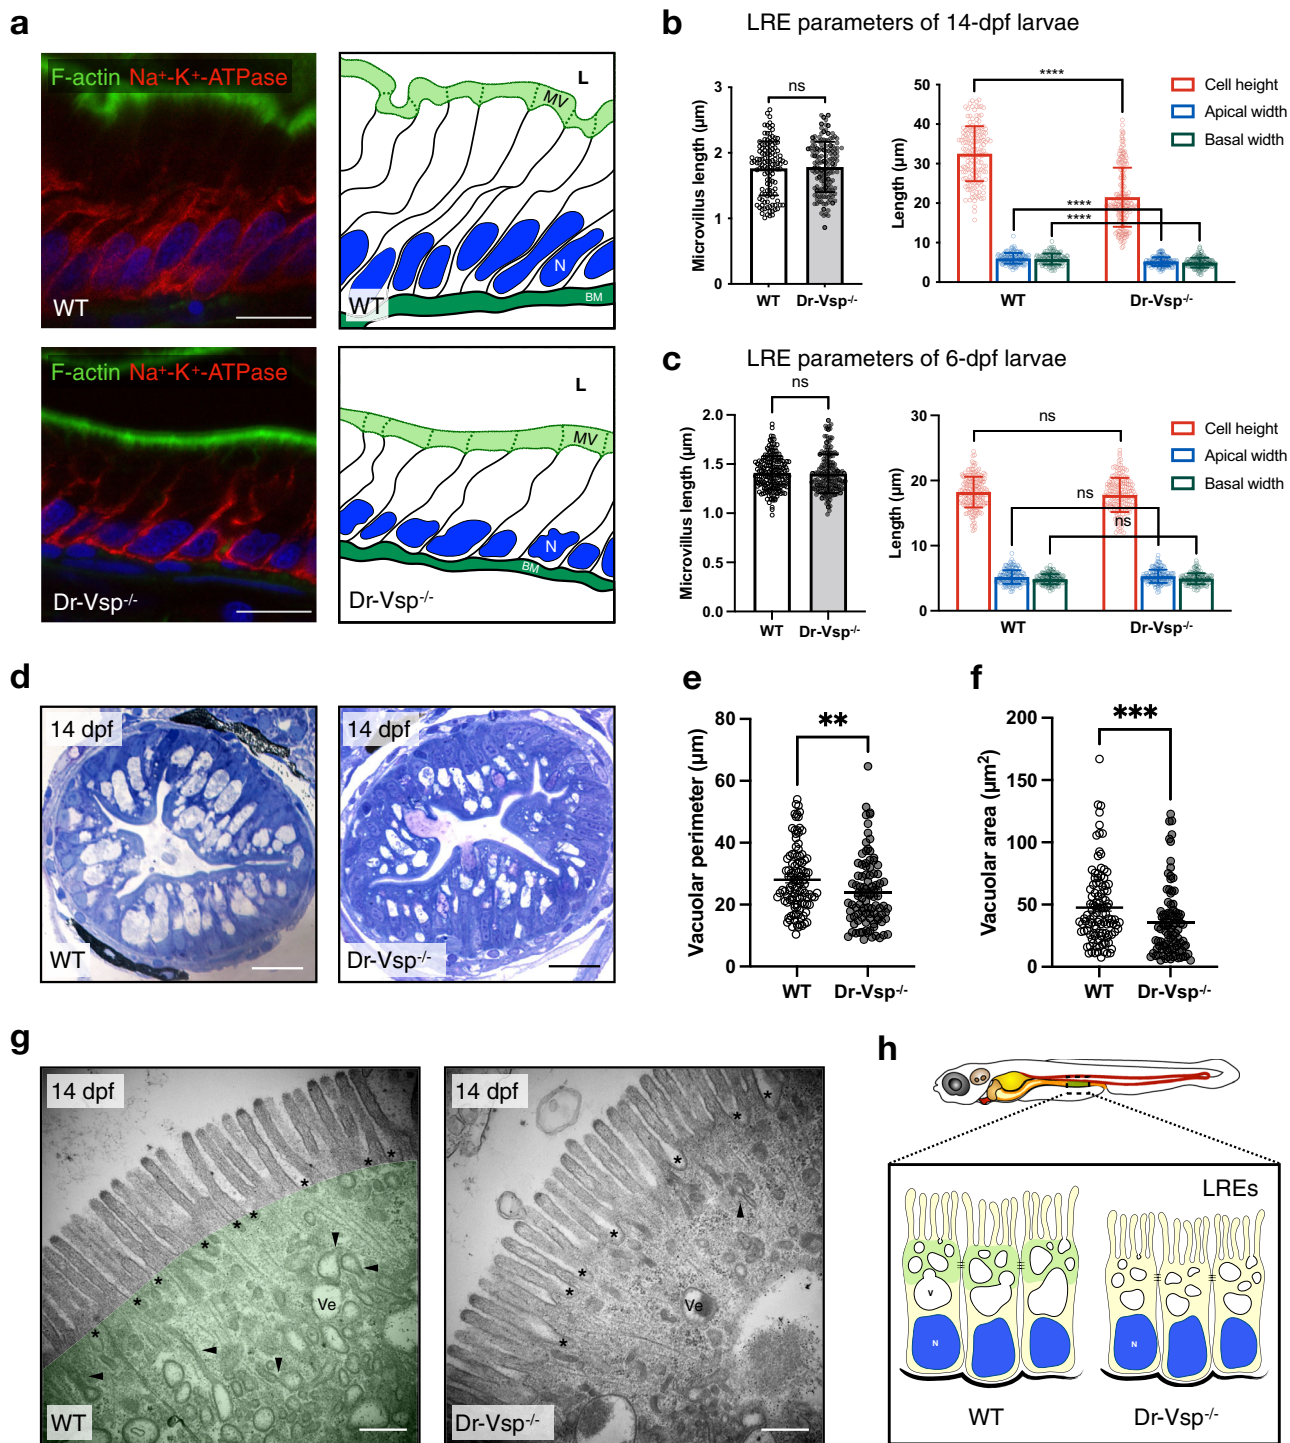 a
F-actin Na⁺-K⁺-ATPase
WT
L
MV
N
BM
WT
F-actin Na⁺-K⁺-ATPase
Dr-Vsp⁻/⁻
L
MV
N
BM
Dr-Vsp⁻/⁻
b
LRE parameters of 14-dpf larvae
Microvillus length (μm)
3
2
1
0
ns
WT Dr-Vsp⁻/⁻
Length (μm)
50
40
30
20
10
0
****
****
****
WT Dr-Vsp⁻/⁻
Cell height
Apical width
Basal width
c
LRE parameters of 6-dpf larvae
Microvillus length (μm)
2.0
1.5
1.0
0.5
0.0
ns
WT Dr-Vsp⁻/⁻
Length (μm)
30
20
10
0
ns
ns
ns
WT Dr-Vsp⁻/⁻
Cell height
Apical width
Basal width
d
14 dpf
WT
14 dpf
Dr-Vsp⁻/⁻
e
Vacuolar perimeter (μm)
80
60
40
20
0
**
WT Dr-Vsp⁻/⁻
f
Vacuolar area (μm²)
200
150
100
50
0
***
WT Dr-Vsp⁻/⁻
g
14 dpf
* * * * * * * * *
Ve
WT
14 dpf
* * * * * * *
Ve
Dr-Vsp⁻/⁻
h
LREs
V
N
N
WT
Dr-Vsp⁻/⁻